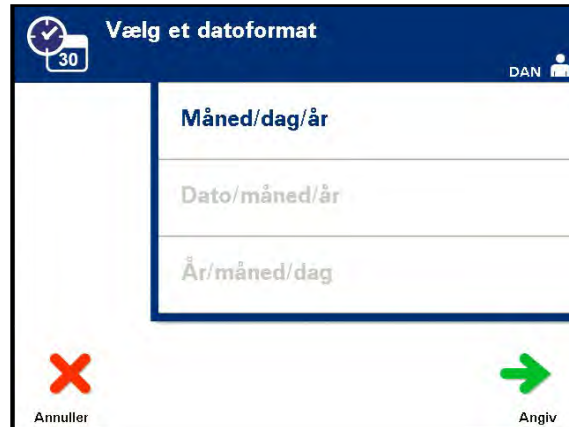 Vælg et datoformat
30
DAN
Måned/dag/år
Dato/måned/år
År/måned/dag
Annuller
Angiv